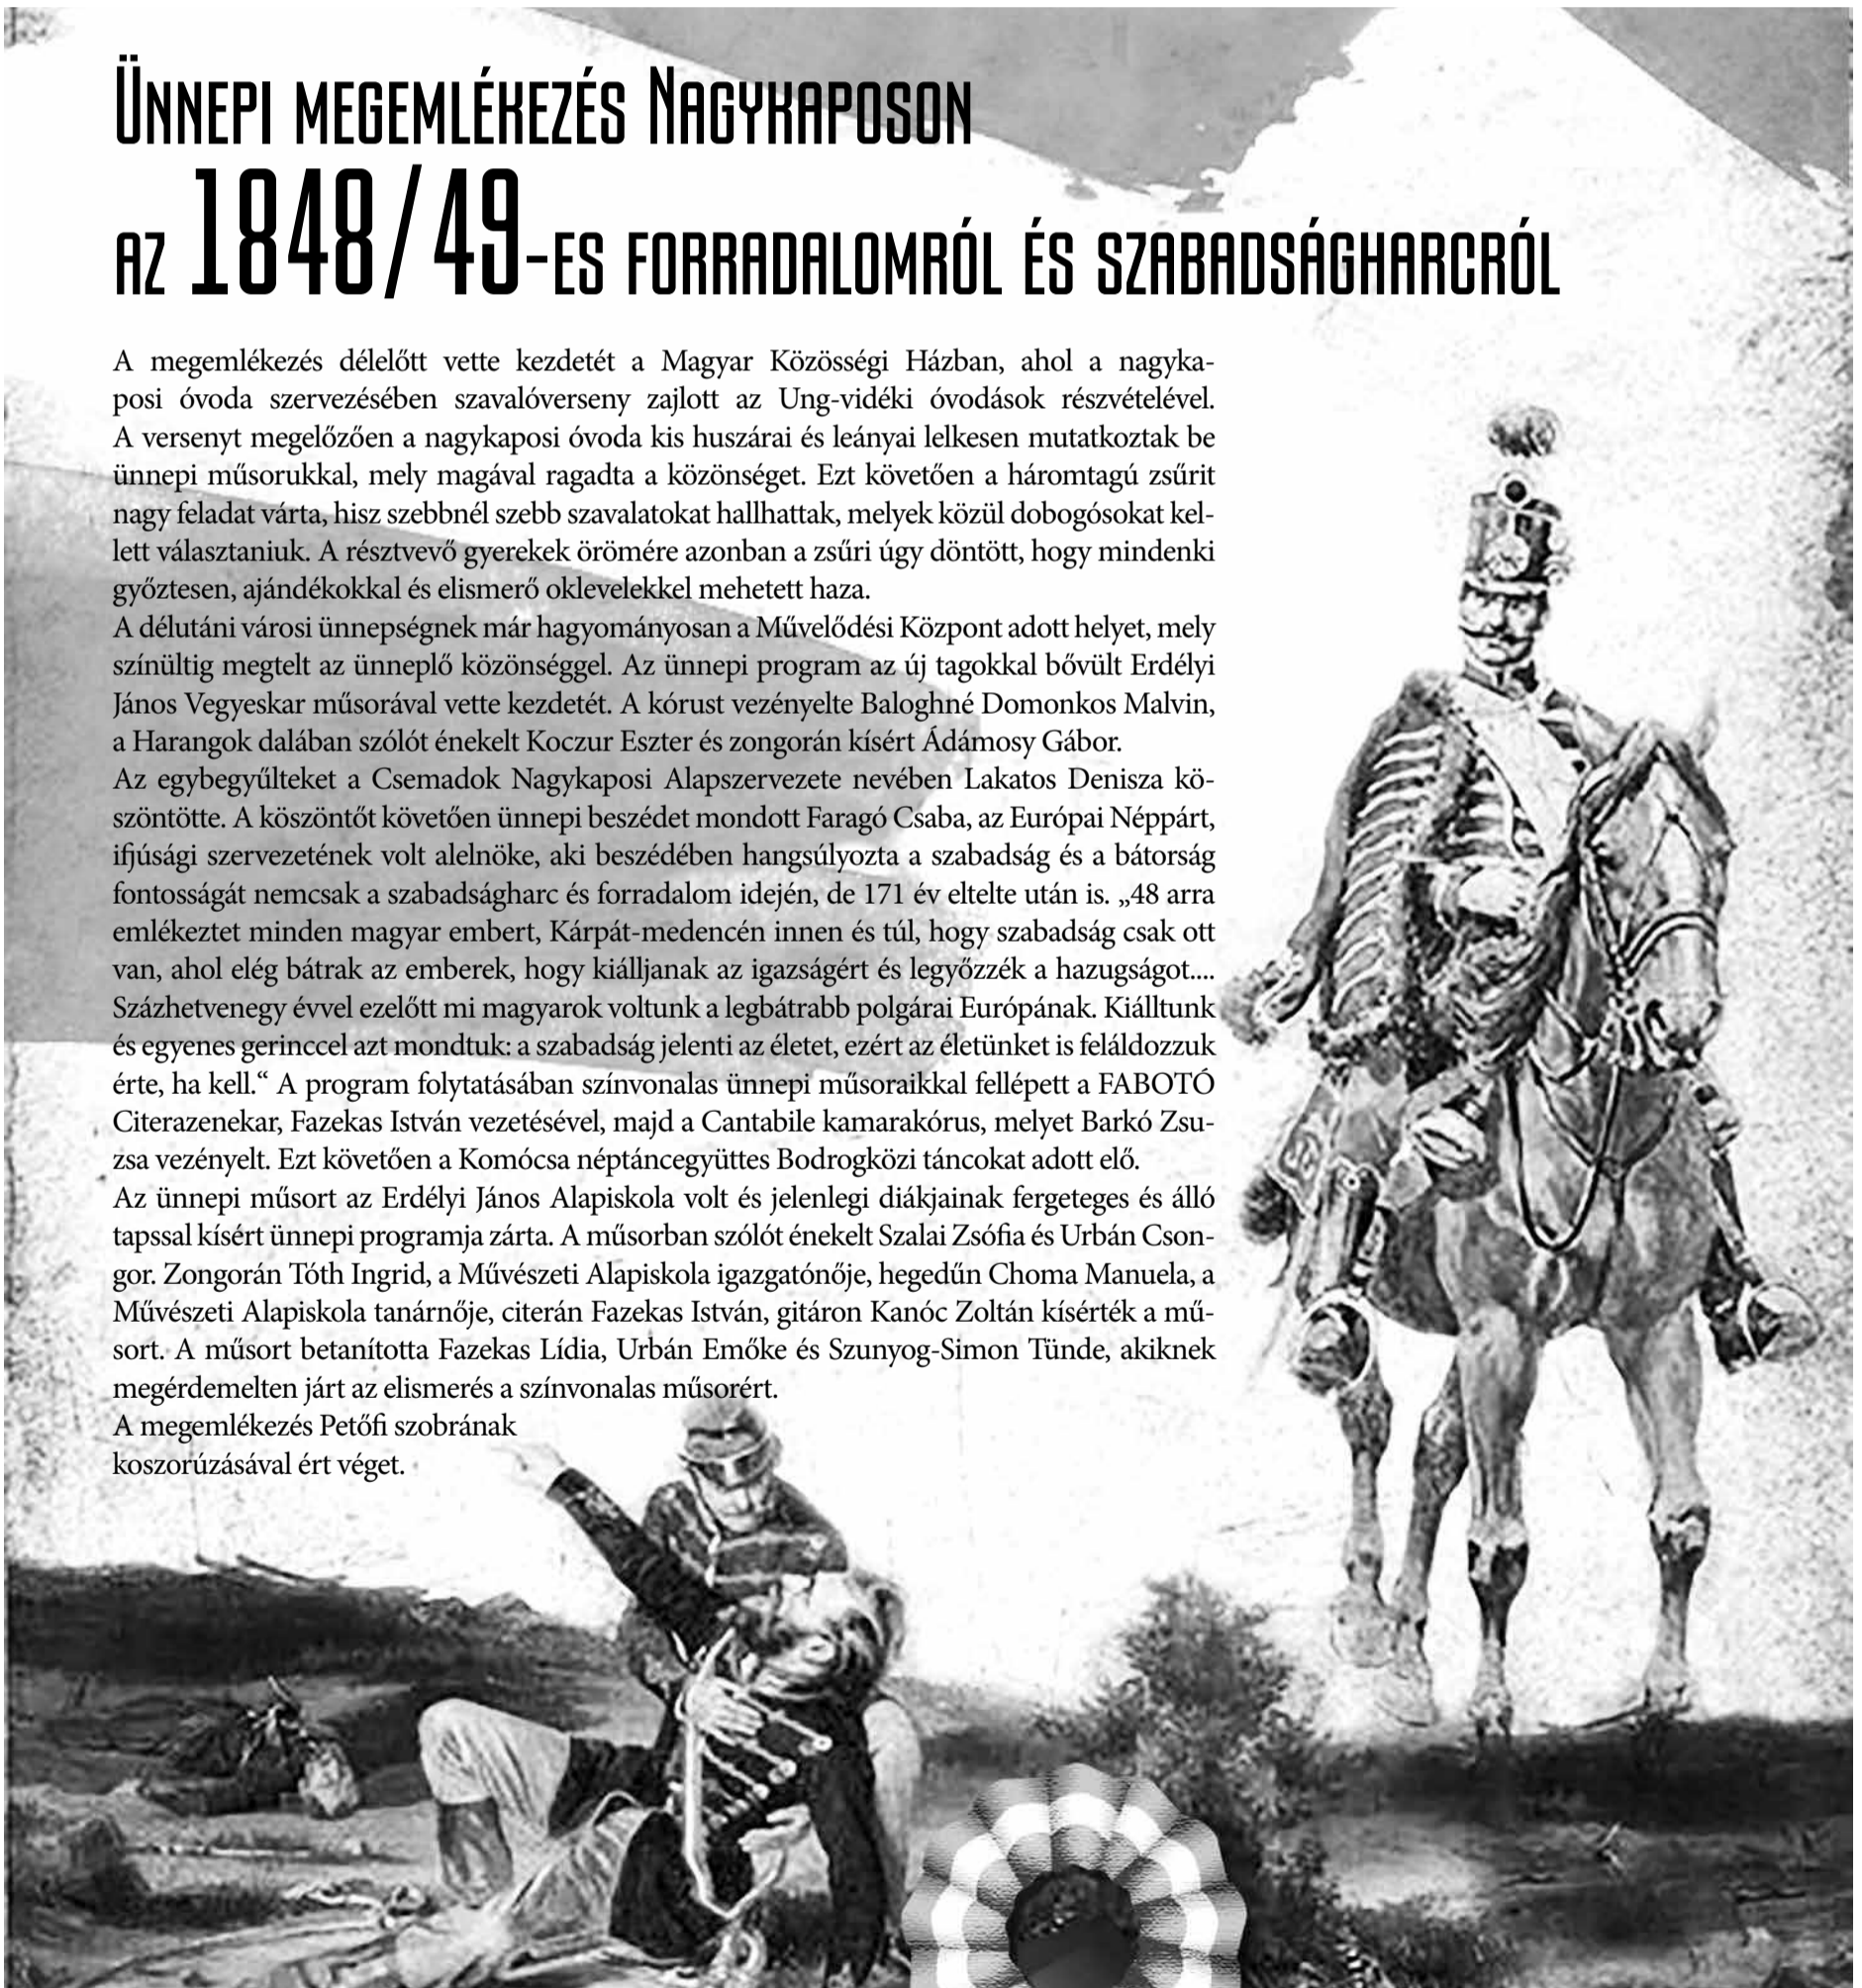 Ünnepi megemlékezés Nagykaposon
az 1848/49-es forradalomról és szabadságharcról
A megemlékezés délelőtt vette kezdetét a Magyar Közösségi Házban, ahol a nagyka-
posi óvoda szervezésében szavalóverseny zajlott az Ung-vidéki óvodások részvételével.
A versenyt megelőzően a nagykaposi óvoda kis huszárai és leányai lelkesen mutatkoztak be
ünnepi műsorukkal, mely magával ragadta a közönséget. Ezt követően a háromtagú zsűrit
nagy feladat várta, hisz szebbnél szebb szavalatokat hallhattak, melyek közül dobogósokat kel-
lett választaniuk. A résztvevő gyerekek örömére azonban a zsűri úgy döntött, hogy mindenki
győztesen, ajándékokkal és elismerő oklevelekkel mehetett haza.
A délutáni városi ünnepségnek már hagyományosan a Művelődési Központ adott helyet, mely
színültig megtelt az ünneplő közönséggel. Az ünnepi program az új tagokkal bővült Erdélyi
János Vegyeskar műsorával vette kezdetét. A kórust vezényelte Baloghné Domonkos Malvin,
a Harangok dalában szólót énekelt Koczur Eszter és zongorán kísért Ádámosy Gábor.
Az egybegyűlteket a Csemadok Nagykaposi Alapszervezete nevében Lakatos Denisza kö-
szöntötte. A köszöntőt követően ünnepi beszédet mondott Faragó Csaba, az Európai Néppárt,
ifjúsági szervezetének volt alelnöke, aki beszédében hangsúlyozta a szabadság és a bátorság
fontosságát nemcsak a szabadságharc és forradalom idején, de 171 év eltelte után is. „48 arra
emlékeztet minden magyar embert, Kárpát-medencén innen és túl, hogy szabadság csak ott
van, ahol elég bátrak az emberek, hogy kiálljanak az igazságért és legyőzzék a hazugságot....
Százhetvenegy évvel ezelőtt mi magyarok voltunk a legbátrabb polgárai Európának. Kiálltunk
és egyenes gerinccel azt mondtuk: a szabadság jelenti az életet, ezért az életünket is feláldozzuk
érte, ha kell.“ A program folytatásában színvonalas ünnepi műsoraikkal fellépett a FABOTÓ
Citerazenekar, Fazekas István vezetésével, majd a Cantabile kamarakórus, melyet Barkó Zsu-
zsa vezényelt. Ezt követően a Komócsa néptáncegyüttes Bodrogközi táncokat adott elő.
Az ünnepi műsort az Erdélyi János Alapiskola volt és jelenlegi diákjainak fergeteges és álló
tapssal kísért ünnepi programja zárta. A műsorban szólót énekelt Szalai Zsófia és Urbán Cson-
gor. Zongorán Tóth Ingrid, a Művészeti Alapiskola igazgatónője, hegedűn Choma Manuela, a
Művészeti Alapiskola tanárnője, citerán Fazekas István, gitáron Kanóc Zoltán kísérték a mű-
sort. A műsort betanította Fazekas Lídia, Urbán Emőke és Szunyog-Simon Tünde, akiknek
megérdemelten járt az elismerés a színvonalas műsorért.
A megemlékezés Petőfi szobrának
koszorúzásával ért véget.